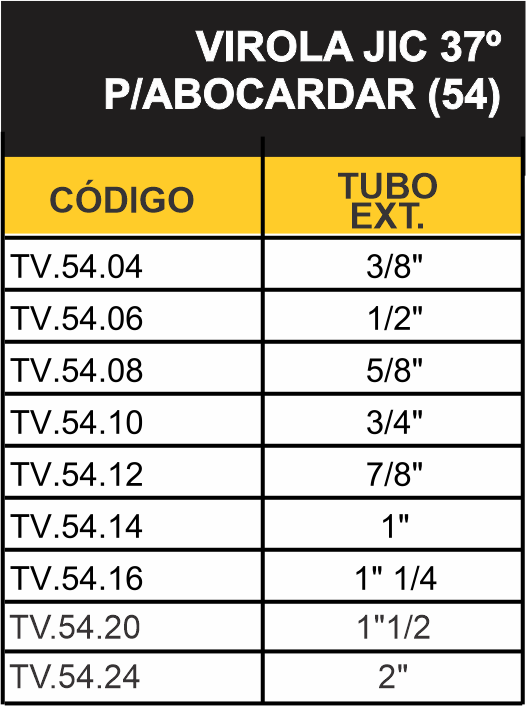 VIROLA JIC 37º
P/ABOCARDAR (54)
CÓDIGO TUBO EXT.
TV.54.04 3/8"
TV.54.06 1/2"
TV.54.08 5/8"
TV.54.10 3/4"
TV.54.12 7/8"
TV.54.14 1"
TV.54.16 1" 1/4
TV.54.20 1"1/2
TV.54.24 2"